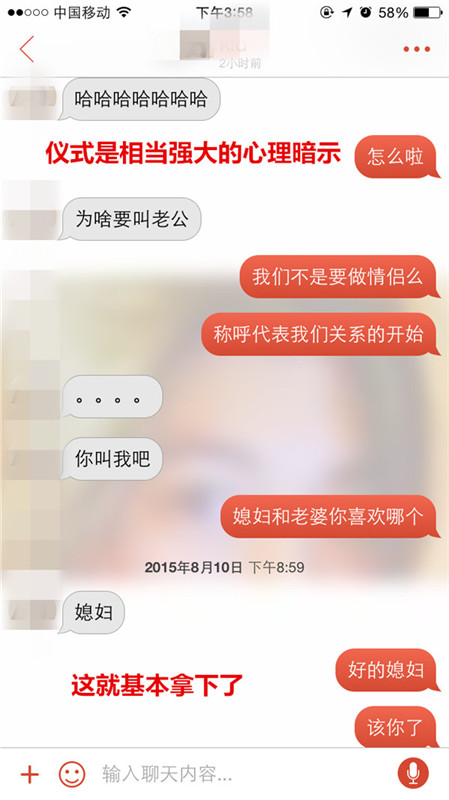 中国移动 下午3:58 58%
2小时前
哈哈哈哈哈哈哈
仪式是相当强大的心理暗示
怎么啦
为啥要叫老公
我们不是要做情侣么
称呼代表我们关系的开始
。。。。
你叫我吧
媳妇和老婆你喜欢哪个
2015年8月10日 下午8:59
媳妇
好的媳妇
这就基本拿下了
该你了
输入聊天内容...